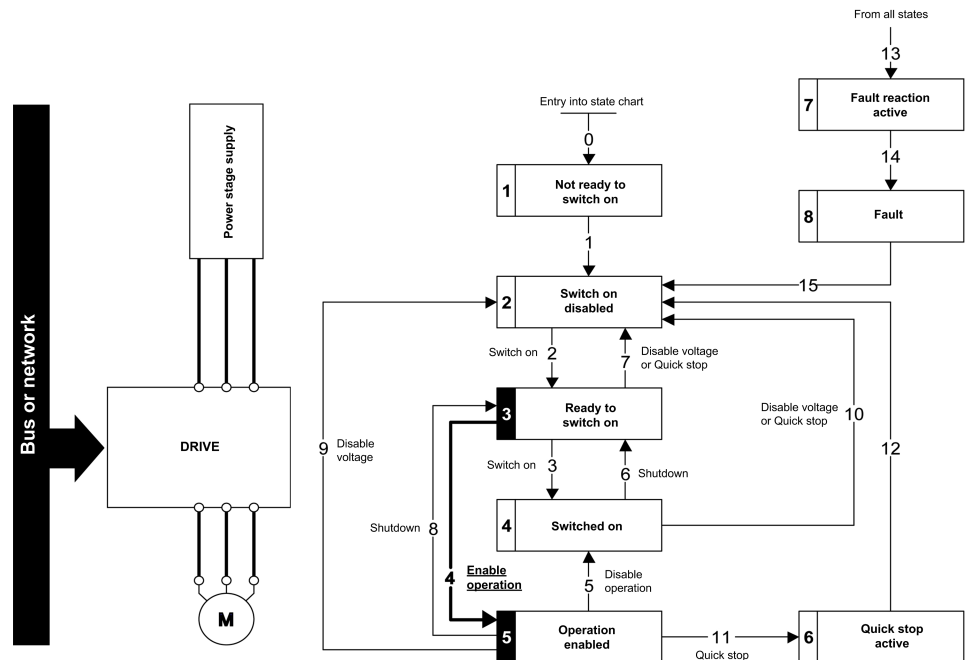 From all states
13
7
Fault reaction
active
14
8
Fault
15
Entry into state chart
0
1
Not ready to
switch on
1
2
Switch on
disabled
Switch on
2
7
Disable voltage
or Quick stop
3
Ready to
switch on
Switch on
3
6
Shutdown
4
Switched on
Disable voltage
or Quick stop
10
12
9
Disable
voltage
Shutdown
8
4
Enable
operation
5
Disable
operation
5
Operation
enabled
11
Quick stop
6
Quick stop
active
Bus or network
Power stage supply
DRIVE
M